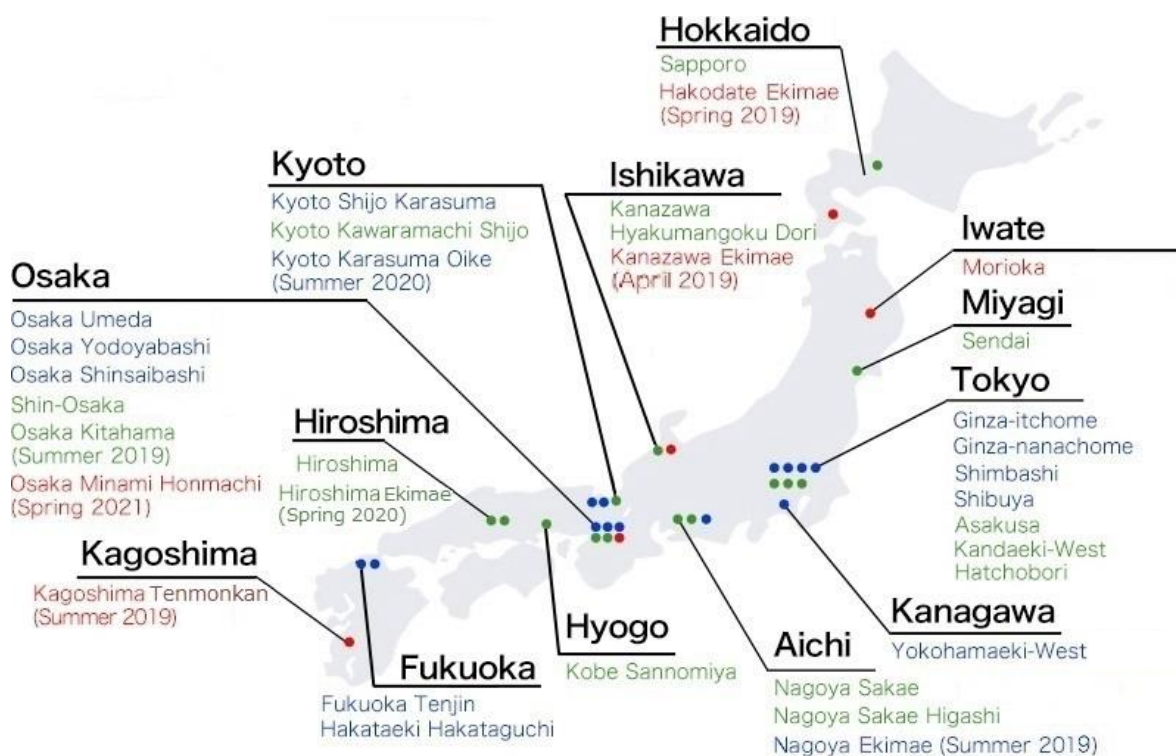 Hokkaido
Sapporo
Hakodate Ekimae
(Spring 2019)
Kyoto
Kyoto Shijo Karasuma
Kyoto Kawaramachi Shijo
Kyoto Karasuma Oike
(Summer 2020)
Ishikawa
Kanazawa
Hyakumangoku Dori
Kanazawa Ekimae
(April 2019)
Iwate
Morioka
Miyagi
Sendai
Osaka
Osaka Umeda
Osaka Yodoyabashi
Osaka Shinsaibashi
Shin-Osaka
Osaka Kitahama
(Summer 2019)
Osaka Minami Honmachi
(Spring 2021)
Hiroshima
Hiroshima
Hiroshima Ekimae
(Spring 2020)
Tokyo
Ginza-itchome
Ginza-nanachome
Shimbashi
Shibuya
Asakusa
Kandaeki-West
Hatchobori
Kagoshima
Kagoshima Tenmonkan
(Summer 2019)
Fukuoka
Fukuoka Tenjin
Hakataeki Hakataguchi
Hyogo
Kobe Sannomiya
Aichi
Nagoya Sakae
Nagoya Sakae Higashi
Nagoya Ekimae (Summer 2019)
Kanagawa
Yokohamaeki-West